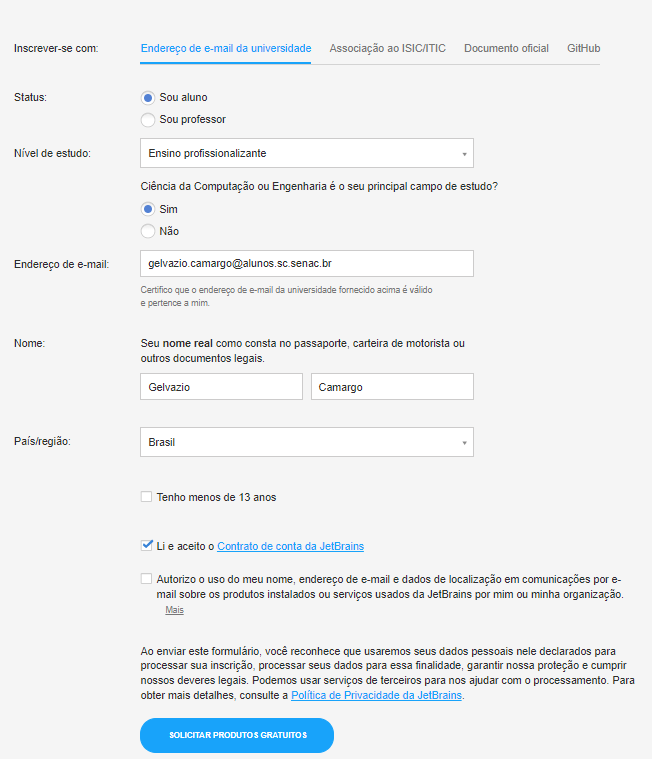 Inscrever-se com: Endereço de e-mail da universidade Associação ao ISIC/ITIC Documento oficial GitHub
Status: Sou aluno
Sou professor
Nível de estudo: Ensino profissionalizante
Ciência da Computação ou Engenharia é o seu principal campo de estudo?
Sim
Não
Endereço de e-mail: gelvazio.camargo@alunos.sc.senac.br
Certifico que o endereço de e-mail da universidade fornecido acima é válido
e pertence a mim.
Nome: Seu nome real como consta no passaporte, carteira de motorista ou
outros documentos legais.
Gelvazio Camargo
País/região: Brasil
Tenho menos de 13 anos
Li e aceito o Contrato de conta da JetBrains
Autorizo o uso do meu nome, endereço de e-mail e dados de localização em comunicações por e-
mail sobre os produtos instalados ou serviços usados da JetBrains por mim ou minha organização.
Mais
Ao enviar este formulário, você reconhece que usaremos seus dados pessoais nele declarados para
processar sua inscrição, processar seus dados para essa finalidade, garantir nossa proteção e cumprir
nossos deveres legais. Podemos usar serviços de terceiros para nos ajudar com o processamento. Para
obter mais detalhes, consulte a Política de Privacidade da JetBrains.
SOLICITAR PRODUTOS GRATUITOS